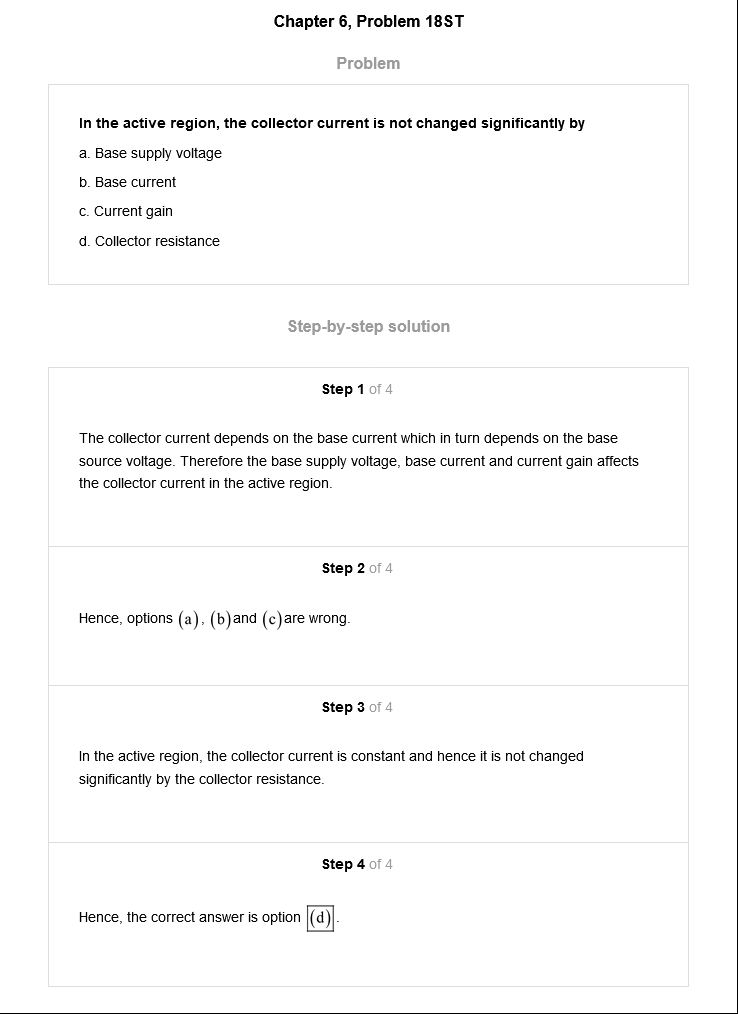 Chapter 6, Problem 18ST
Problem
In the active region, the collector current is not changed significantly by
a. Base supply voltage
b. Base current
c. Current gain
d. Collector resistance
Step-by-step solution
Step 1 of 4
The collector current depends on the base current which in turn depends on the base
source voltage. Therefore the base supply voltage, base current and current gain affects
the collector current in the active region.
Step 2 of 4
Hence, options (a), (b)and (c)are wrong.
Step 3 of 4
In the active region, the collector current is constant and hence it is not changed
significantly by the collector resistance.
Step 4 of 4
Hence, the correct answer is option (d).